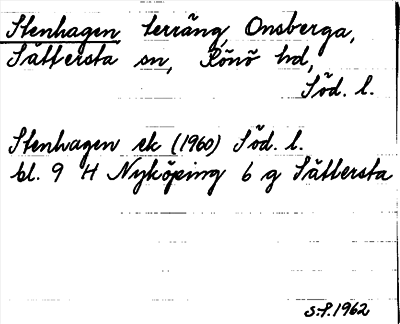 Stenhagen terräng, Onsberga,
Sättersta sn, Rönö hd,
Söd. l.
Stenhagen ek (1960) Söd. l.
bl. 9 H Nyköping 6 g Sättersta
S.P. 1962